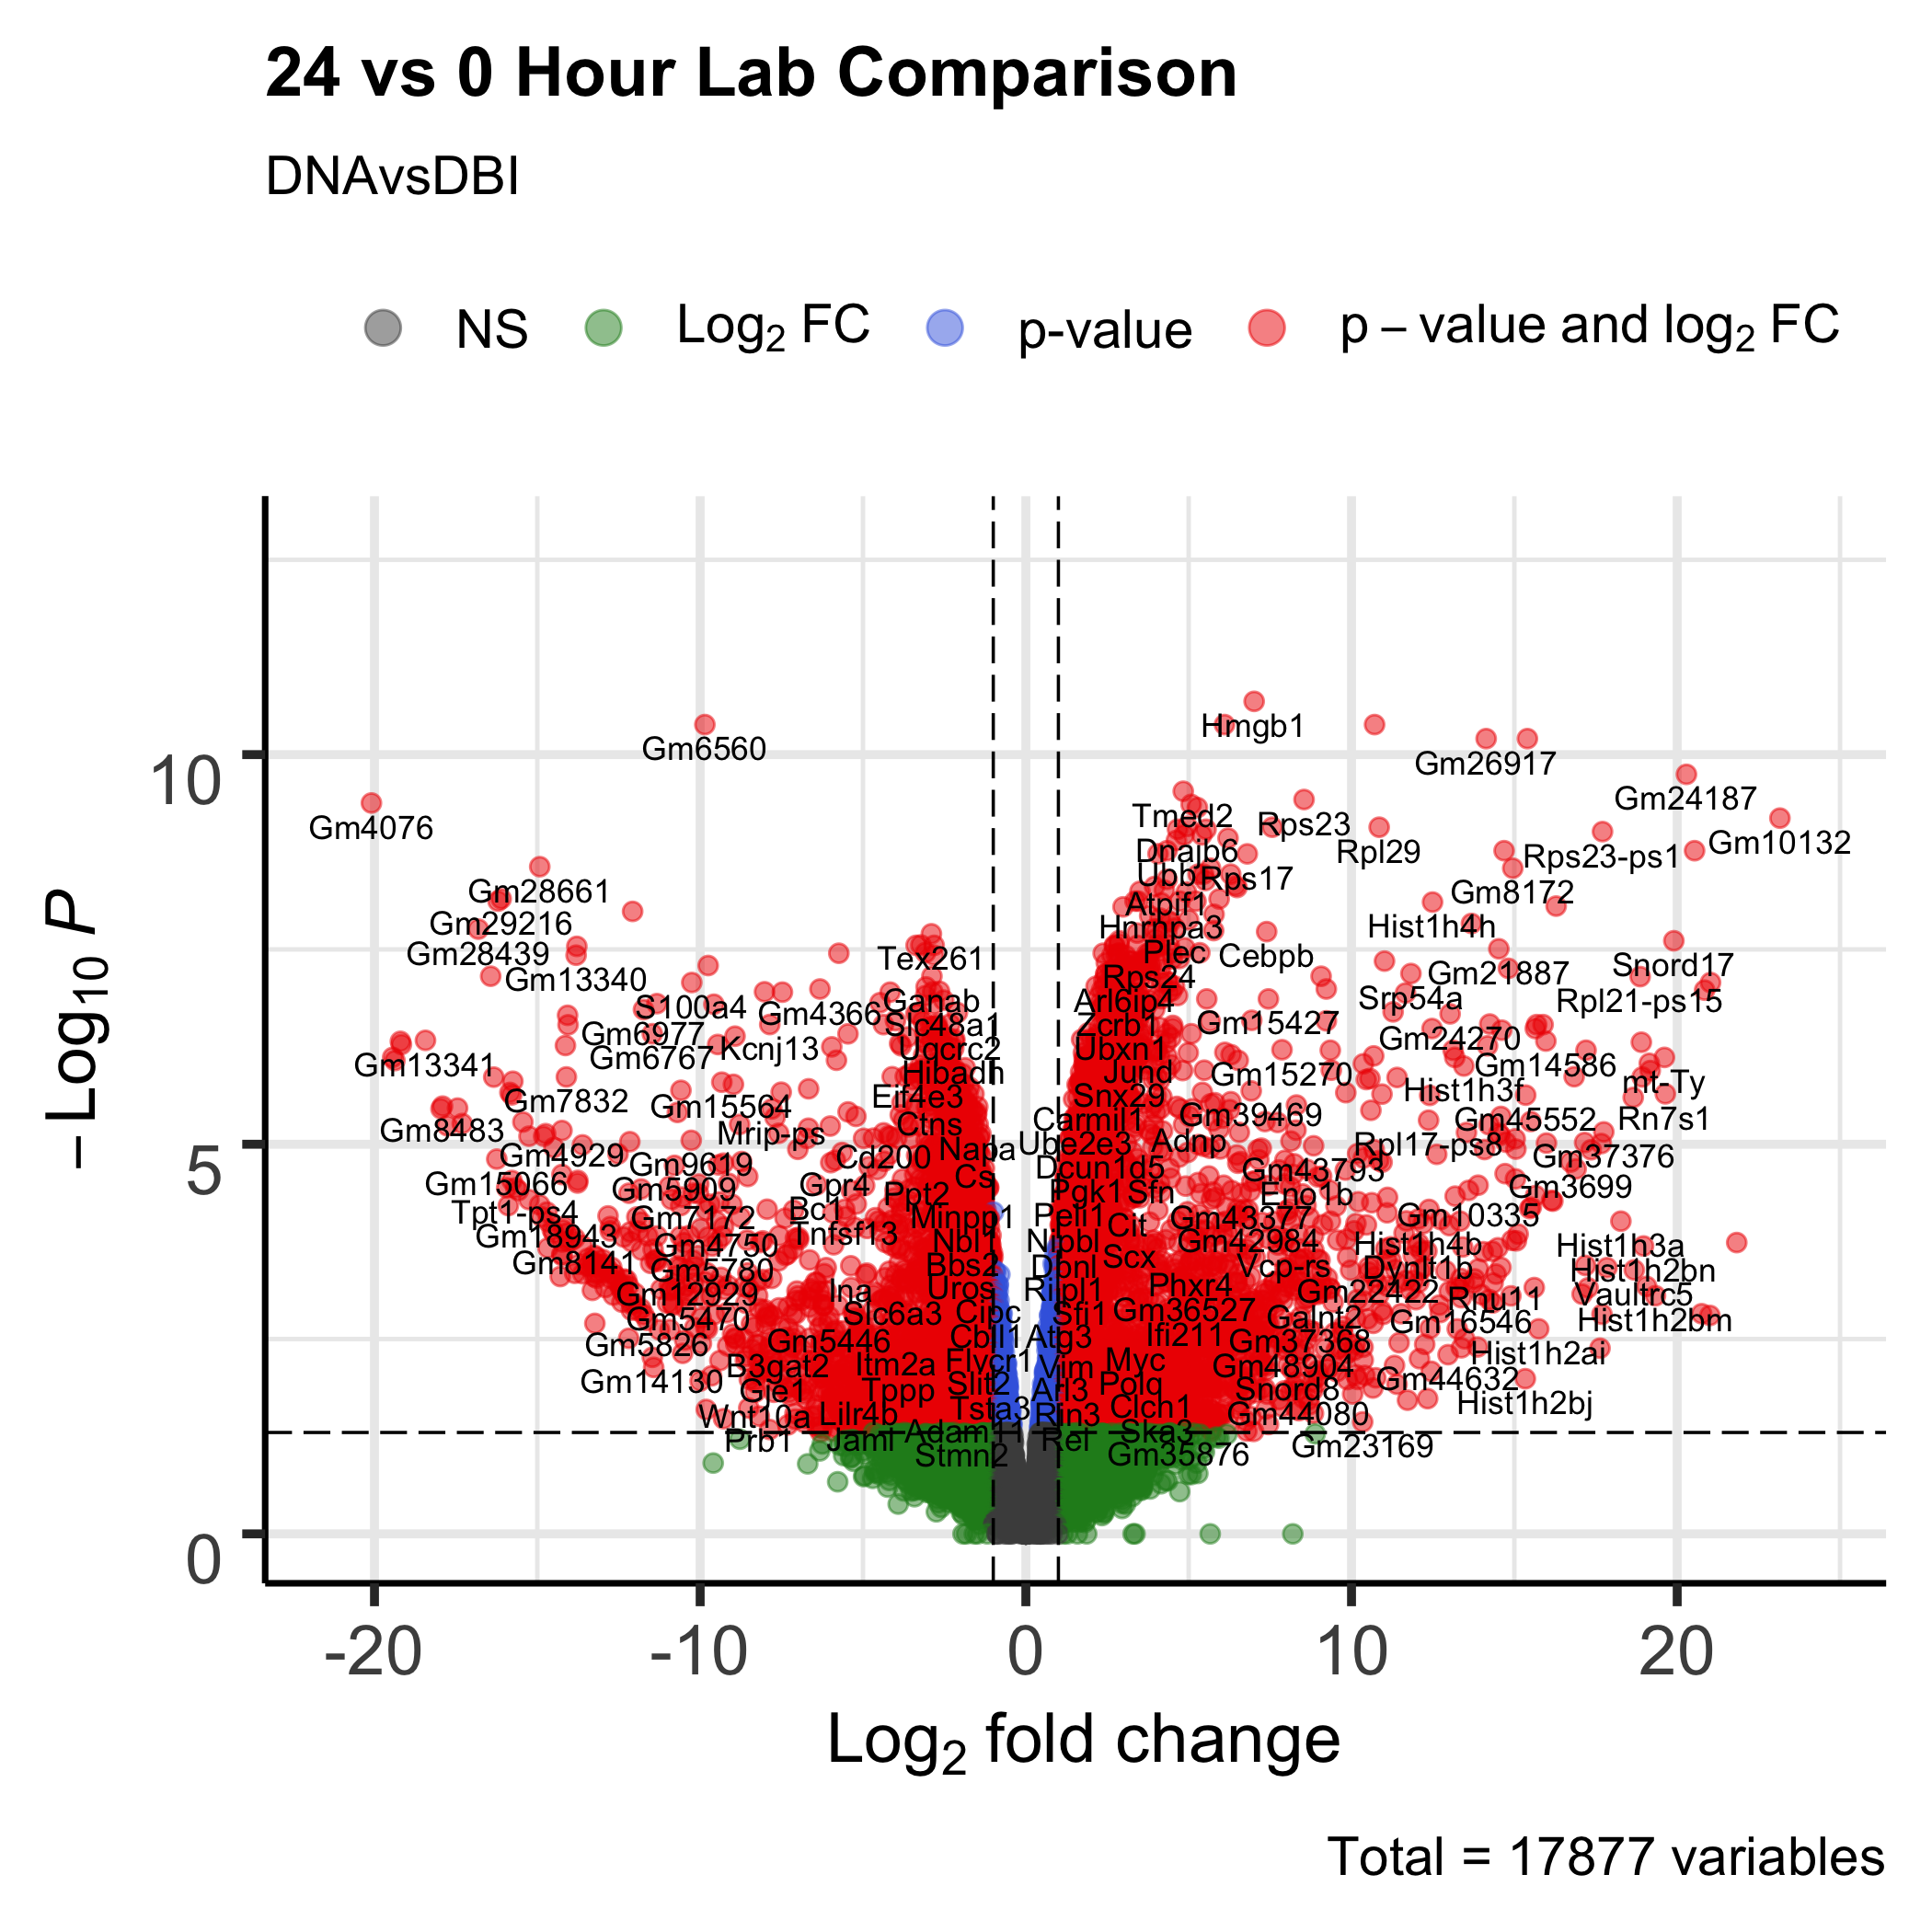 24 vs 0 Hour Lab Comparison
DNAvsDBI
NS Log2 FC p-value p – value and log2 FC
– Log10 P
10
5
0
Hmgb1
Gm6560
Gm26917
Gm24187
Gm4076
Tmed2
Rps23
Gm10132
Dnajb6
Rpl29
Rps23-ps1
Ubb
Rps17
Gm28661
Gm8172
Atpif1
Gm29216
Hnrnpa3
Hist1h4h
Gm28439
Tex261
Plec
Cebpb
Gm13340
Rps24
Gm21887
Snord17
S100a4
Gm4366
Ganab
Arl6ip4
Srp54a
Rpl21-ps15
Gm6977
Slc48a1
Zcrb1
Gm15427
Gm24270
Gm6767
Kcnj13
Uqcrc2
Ubxn1
Gm13341
Hibadh
Jund
Gm15270
Gm14586
mt-Ty
Gm7832
Gm15564
Eif4e3
Snx29
Hist1h3f
Gm8483
Mrip-ps
Ctns
Carmil1
Gm39469
Gm45552
Rn7s1
Gm4929
Gm9619
Cd200
Napa
Ube2e3
Adnp
Rpl17-ps8
Gm37376
Gm15066
Gm5909
Gpr4
Ppt2
Cs
Dcun1d5
Pgk1
Sfn
Gm43793
Eno1b
Gm3699
Tpt1-ps4
Gm7172
Bc1
Minpp1
Peli1
Cit
Gm43377
Gm10335
Gm18943
Gm4750
Tnfsf13
Nbl1
Nipbl
Scx
Gm42984
Hist1h4b
Hist1h3a
Gm8141
Gm5780
Bbs2
Dbnl
Vcp-rs
Dynlt1b
Hist1h2bn
Gm12929
Ina
Uros
Rilpl1
Phxr4
Gm22422
Rnu11
Vaultrc5
Gm5470
Slc6a3
Cipc
Sfi1
Gm36527
Galnt2
Gm16546
Hist1h2bm
Gm5826
Gm5446
Cbll1
Atg3
Ifi211
Gm37368
Hist1h2ai
Gm14130
B3gat2
Itm2a
Flvcr1
Vim
Myc
Gm48904
Gm44632
Gje1
Tppp
Slit2
Arl3
Polq
Snord8
Hist1h2bj
Wnt10a
Lilr4b
Tsta3
Rin3
Clch1
Gm44080
Prb1
Jaml
Adam11
Rel
Ska3
Gm23169
Stmn2
Gm35876
-20 -10 0 10 20
Log2 fold change
Total = 17877 variables